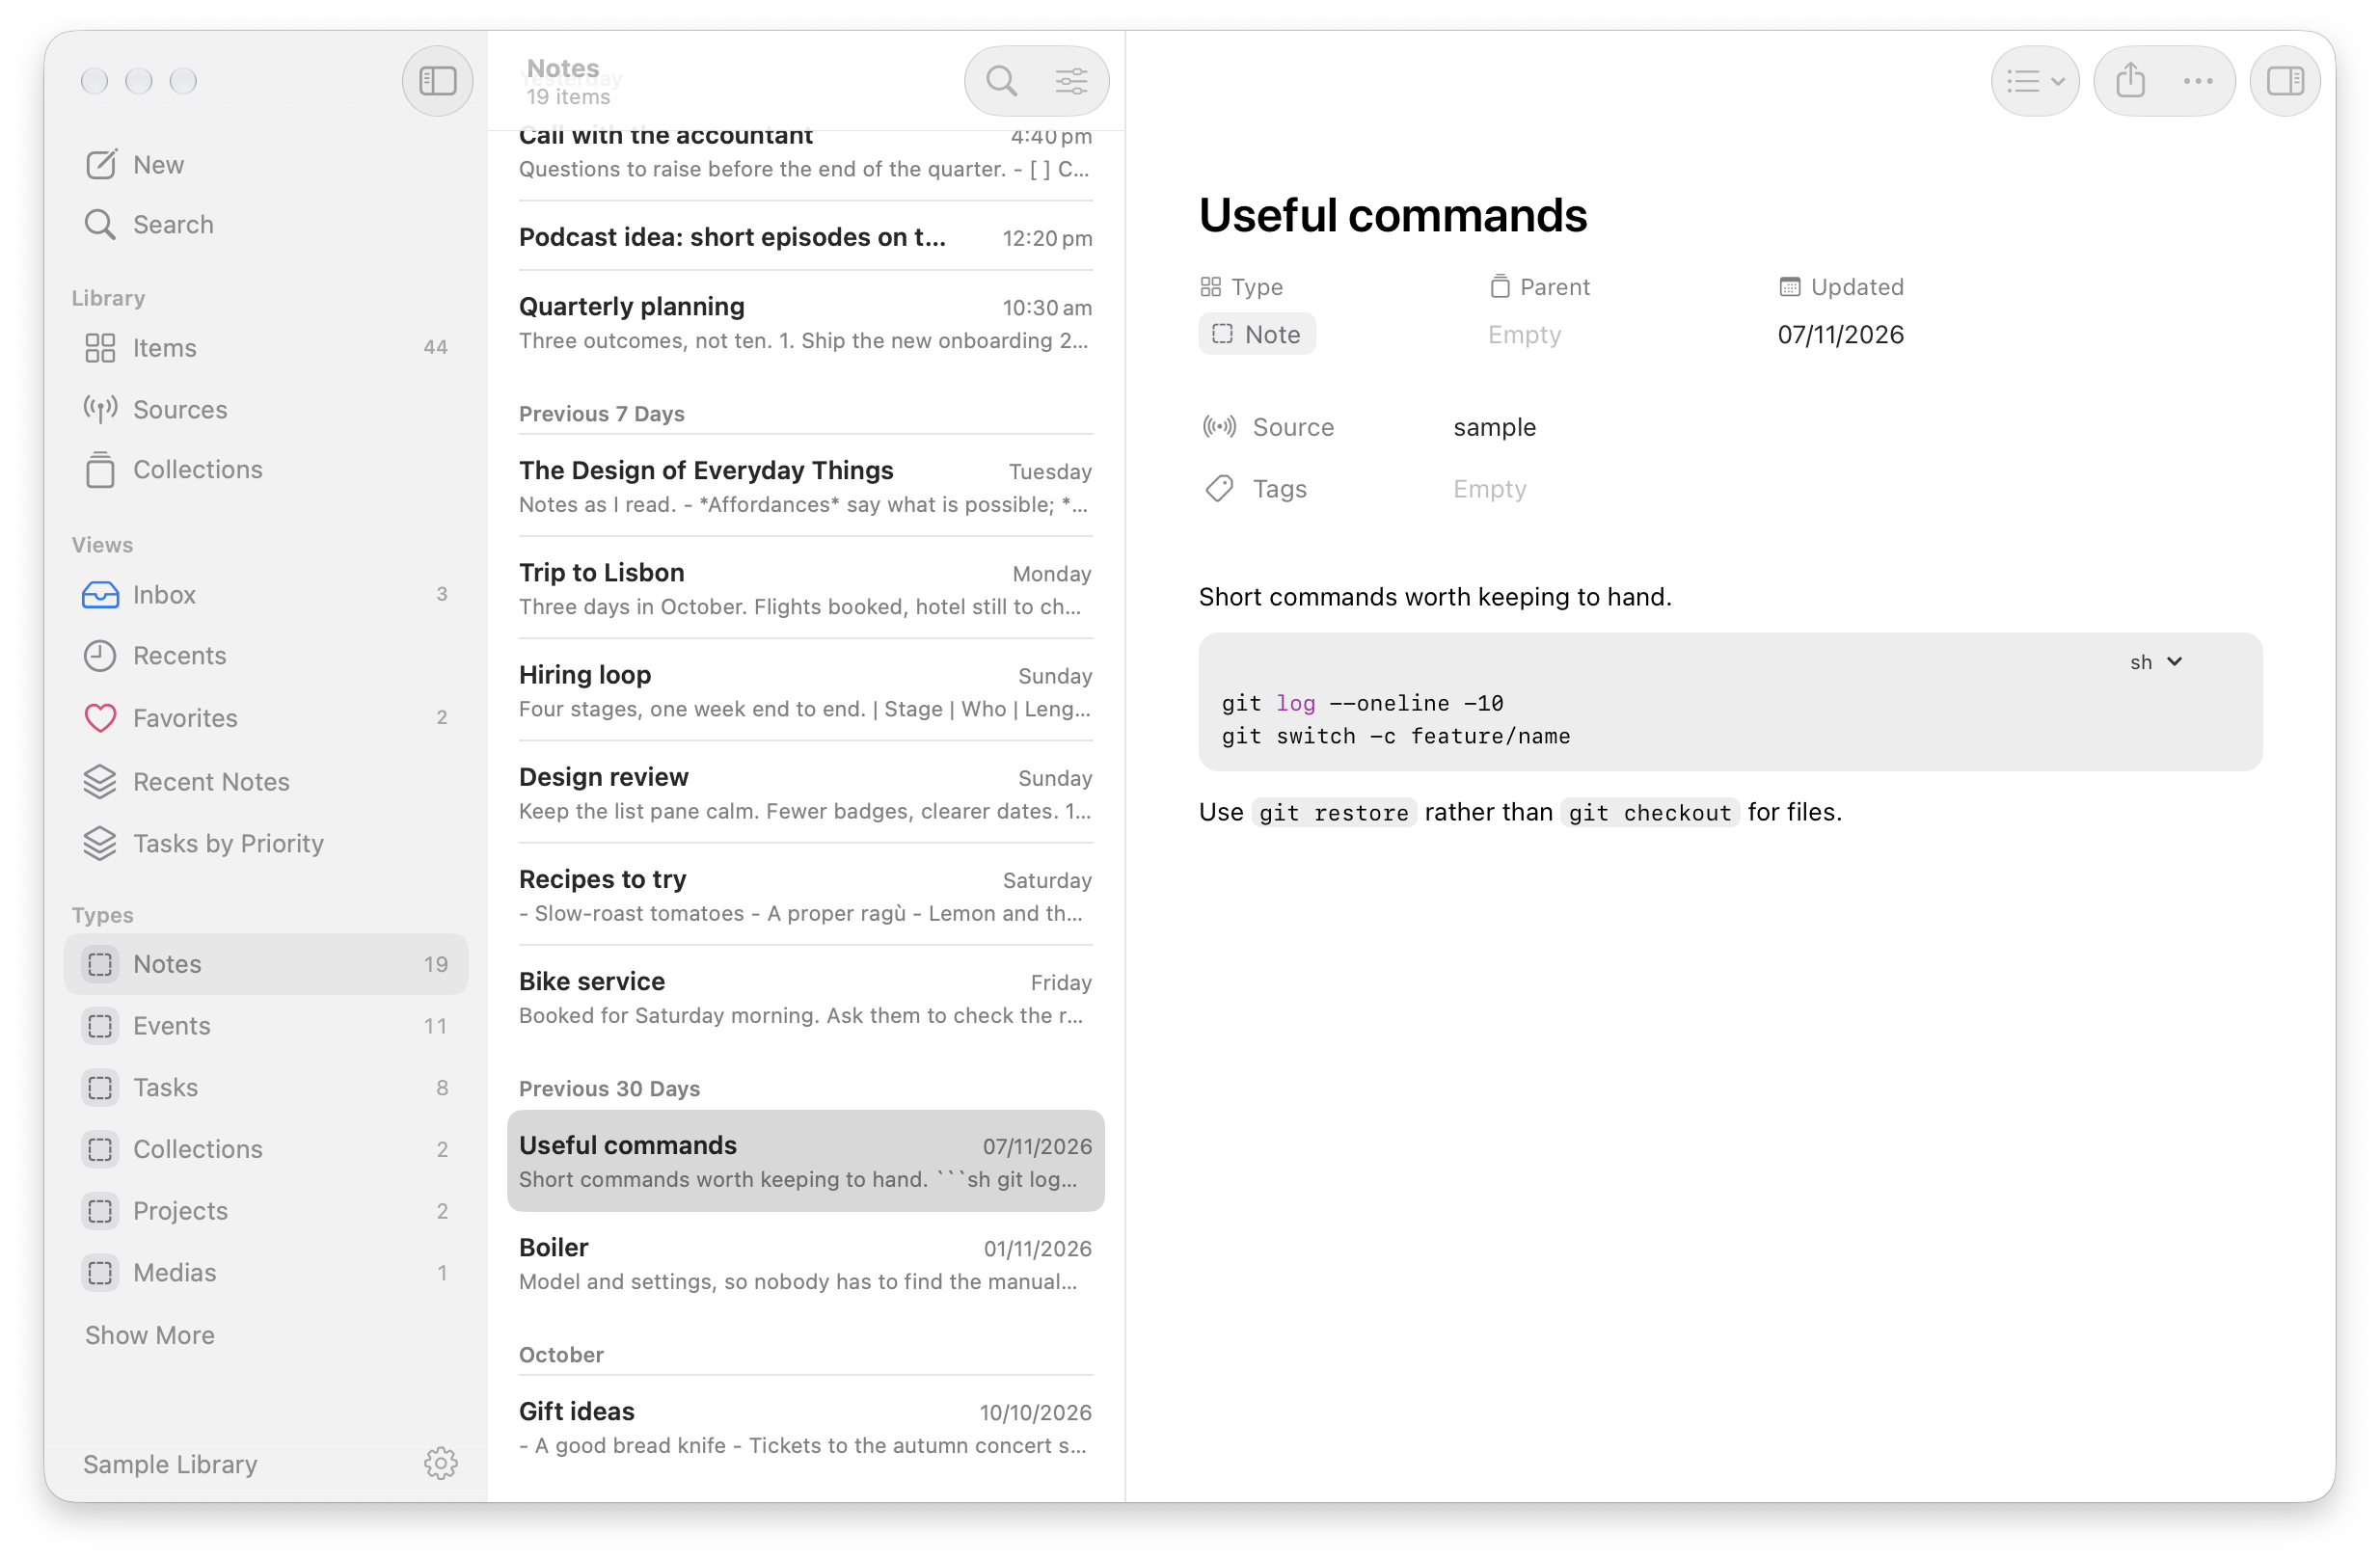 New
Search
Library
Items 44
Sources
Collections
Views
Inbox 3
Recents
Favorites 2
Recent Notes
Tasks by Priority
Types
Notes 19
Events 11
Tasks 8
Collections 2
Projects 2
Medias 1
Show More
Sample Library
Notes
Yesterday
19 items
Call with the accountant 4:40 pm
Questions to raise before the end of the quarter. - [ ] C...
Podcast idea: short episodes on t... 12:20 pm
Quarterly planning 10:30 am
Three outcomes, not ten. 1. Ship the new onboarding 2...
Previous 7 Days
The Design of Everyday Things Tuesday
Notes as I read. - *Affordances* say what is possible; *...
Trip to Lisbon Monday
Three days in October. Flights booked, hotel still to ch...
Hiring loop Sunday
Four stages, one week end to end. | Stage | Who | Leng...
Design review Sunday
Keep the list pane calm. Fewer badges, clearer dates. 1...
Recipes to try Saturday
- Slow-roast tomatoes - A proper ragù - Lemon and th...
Bike service Friday
Booked for Saturday morning. Ask them to check the r...
Previous 30 Days
Useful commands 07/11/2026
Short commands worth keeping to hand. ```sh git log...
Boiler 01/11/2026
Model and settings, so nobody has to find the manual...
October
Gift ideas 10/10/2026
- A good bread knife - Tickets to the autumn concert s...
Useful commands
Type Parent Updated
Note Empty 07/11/2026
Source sample
Tags Empty
Short commands worth keeping to hand.
sh
git log --oneline -10
git switch -c feature/name
Use git restore rather than git checkout for files.